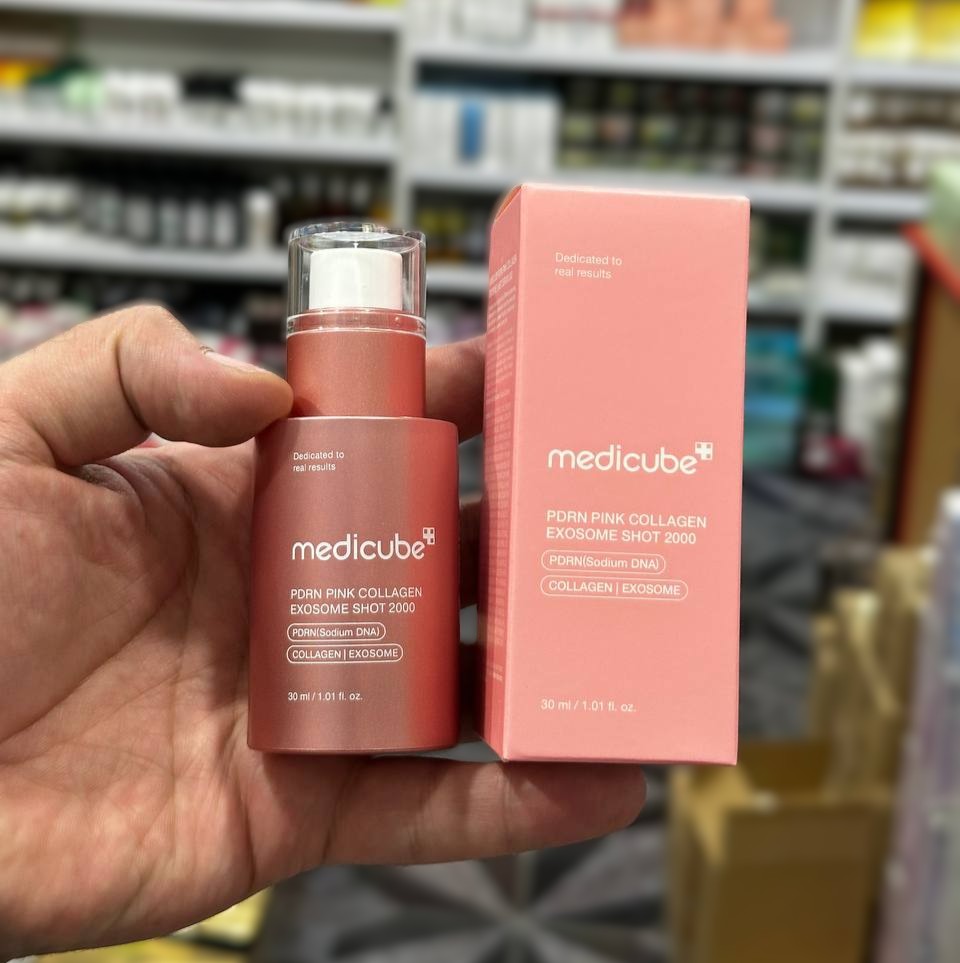 Dedicated to
real results
medicube
PDRN PINK COLLAGEN
EXOSOME SHOT 2000
PDRN(Sodium DNA)
COLLAGEN | EXOSOME
30 ml / 1.01 fl. oz.
Dedicated to
real results
medicube
PDRN PINK COLLAGEN
EXOSOME SHOT 2000
PDRN(Sodium DNA)
COLLAGEN | EXOSOME
30 ml / 1.01 fl. oz.